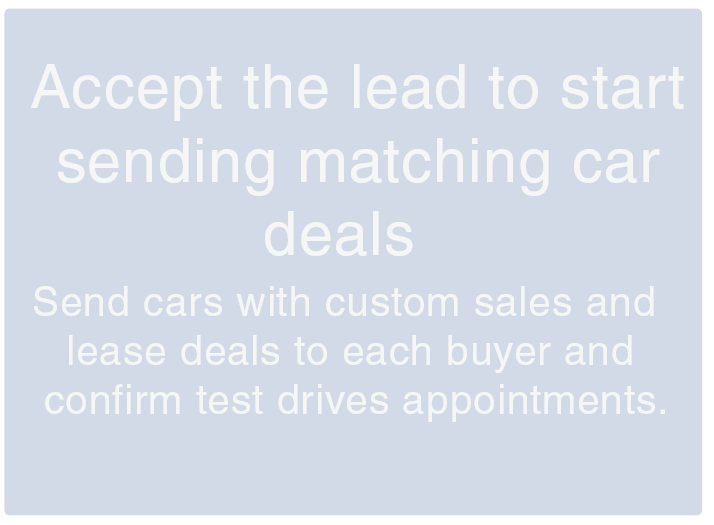 Accept the lead to start
sending matching car
deals
Send cars with custom sales and
lease deals to each buyer and
confirm test drives appointments.